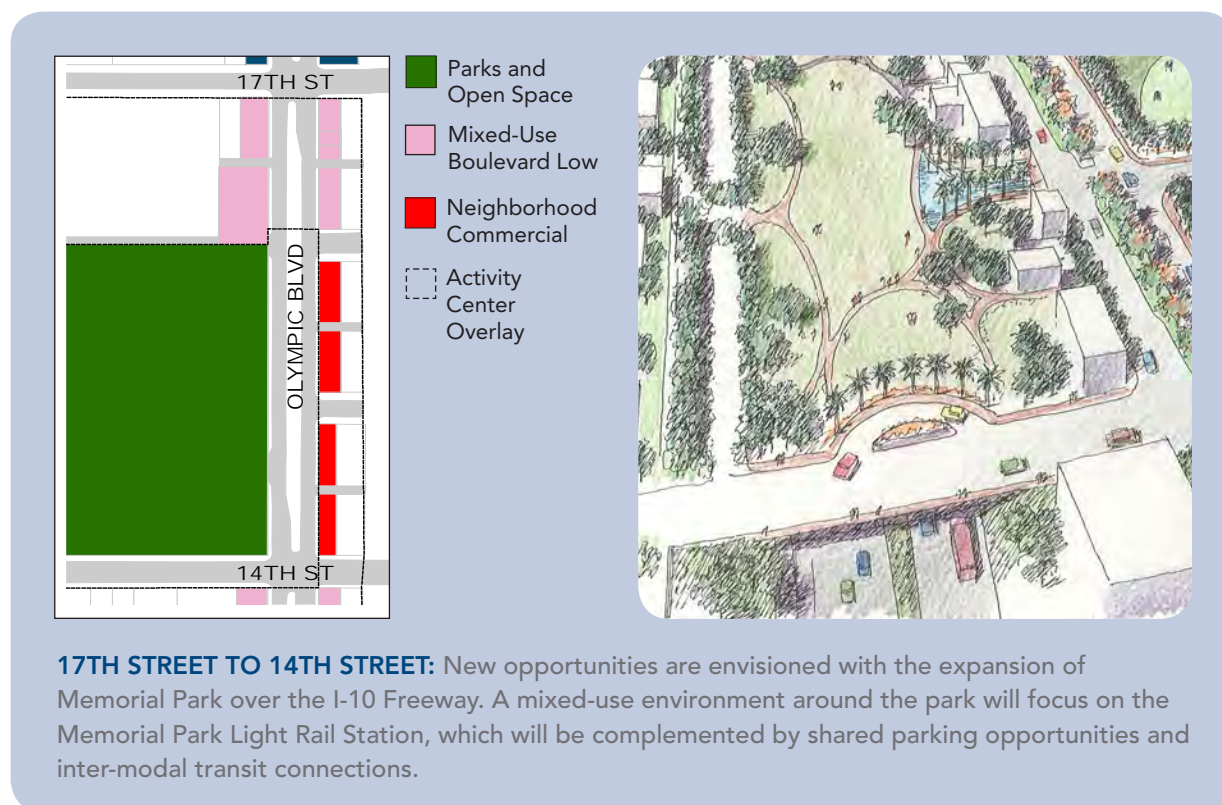 17TH ST
OLYMPIC BLVD
14TH ST
Parks and
Open Space
Mixed-Use
Boulevard Low
Neighborhood
Commercial
Activity
Center
Overlay
17TH STREET TO 14TH STREET: New opportunities are envisioned with the expansion of
Memorial Park over the I-10 Freeway. A mixed-use environment around the park will focus on the
Memorial Park Light Rail Station, which will be complemented by shared parking opportunities and
inter-modal transit connections.